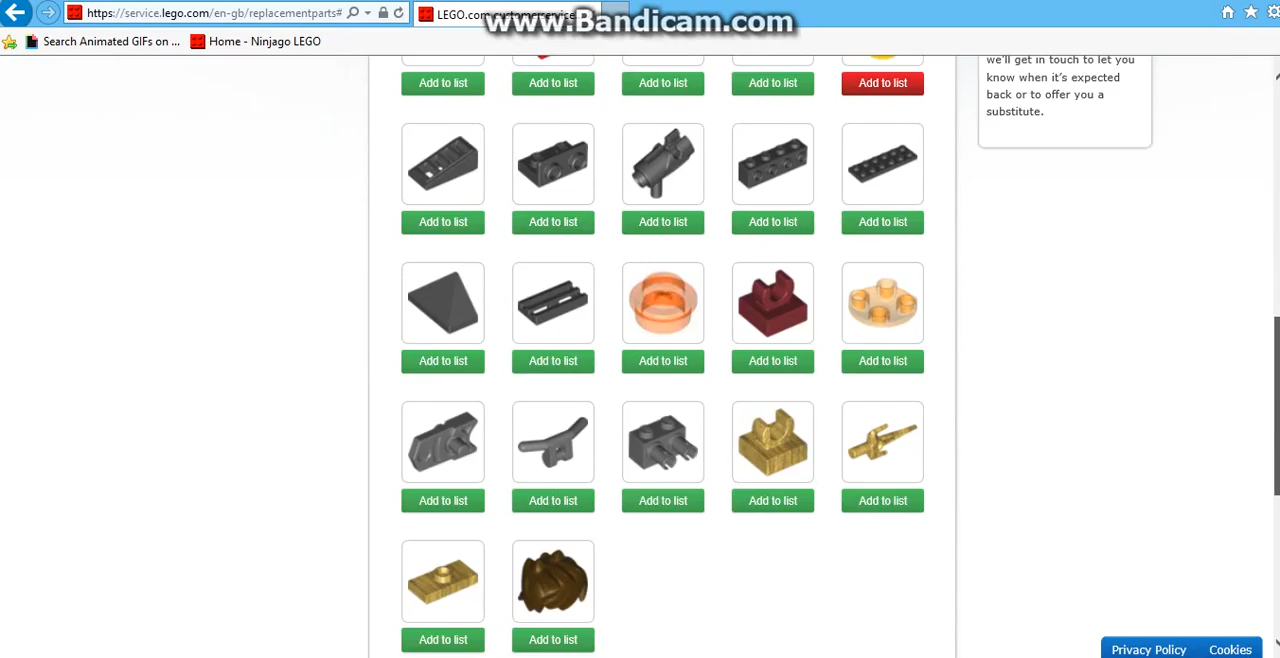 https://service.lego.com/en-gb/replacementparts#
LEGO.com customerservice
www.Bandicam.com
Search Animated GIFs on ...
Home - Ninjago LEGO
we'll get in touch to let you
know when it's expected
back or to offer you a
substitute.
Add to list Add to list Add to list Add to list Add to list
Add to list Add to list Add to list Add to list Add to list
Add to list Add to list Add to list Add to list Add to list
Add to list Add to list Add to list Add to list Add to list
Add to list Add to list
Privacy Policy Cookies